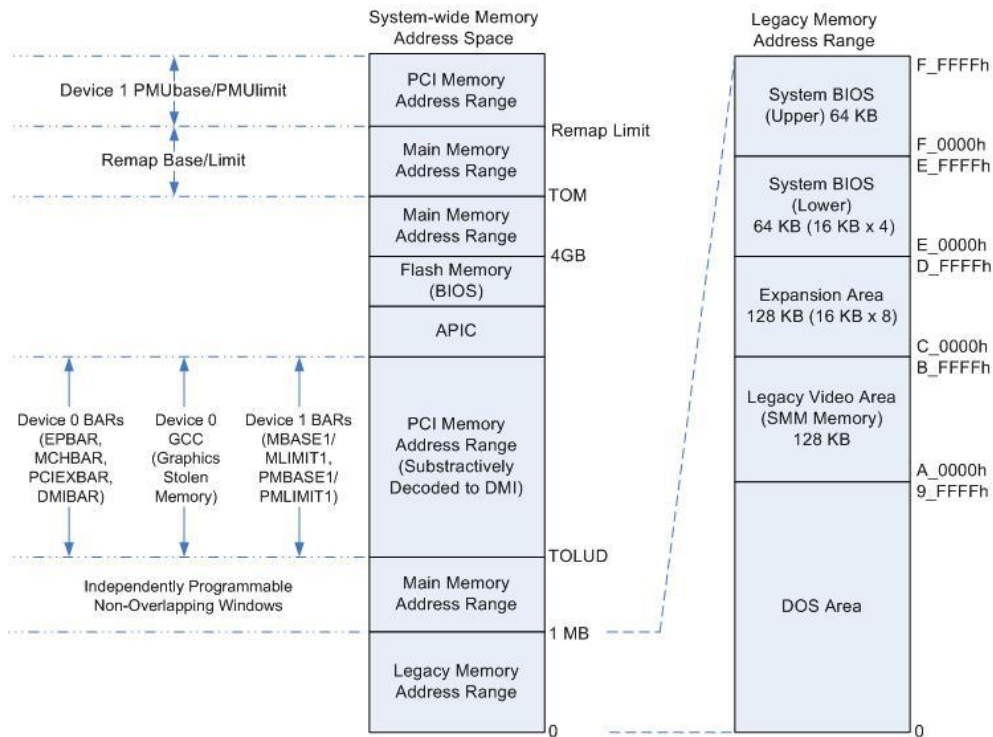 System-wide Memory
Address Space
Device 1 PMUbase/PMUlimit
PCI Memory
Address Range
Remap Limit
Remap Base/Limit
Main Memory
Address Range
TOM
Main Memory
Address Range
4GB
Flash Memory
(BIOS)
APIC
Device 0 BARs
(EPBAR,
MCHBAR,
PCIEXBAR,
DMIBAR)
Device 0
GCC
(Graphics
Stolen
Memory)
Device 1 BARs
(MBASE1/
MLIMIT1,
PMBASE1/
PMLIMIT1)
PCI Memory
Address Range
(Substractively
Decoded to DMI)
TOLUD
Independently Programmable
Non-Overlapping Windows
Main Memory
Address Range
1 MB
Legacy Memory
Address Range
0
Legacy Memory
Address Range
F_FFFFh
System BIOS
(Upper) 64 KB
F_0000h
E_FFFFh
System BIOS
(Lower)
64 KB (16 KB x 4)
E_0000h
D_FFFFh
Expansion Area
128 KB (16 KB x 8)
C_0000h
B_FFFFh
Legacy Video Area
(SMM Memory)
128 KB
A_0000h
9_FFFFh
DOS Area
0